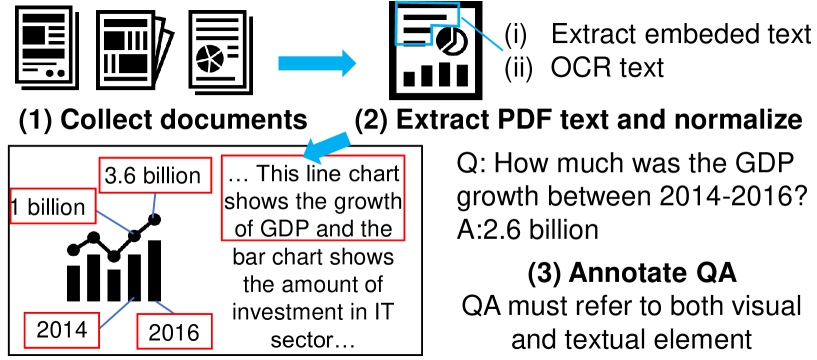 (i) Extract embeded text
(ii) OCR text
(1) Collect documents
(2) Extract PDF text and normalize
3.6 billion
1 billion
2014
2016
… This line chart
shows the growth
of GDP and the
bar chart shows
the amount of
investment in IT
sector…
Q: How much was the GDP
growth between 2014-2016?
A:2.6 billion
(3) Annotate QA
QA must refer to both visual
and textual element